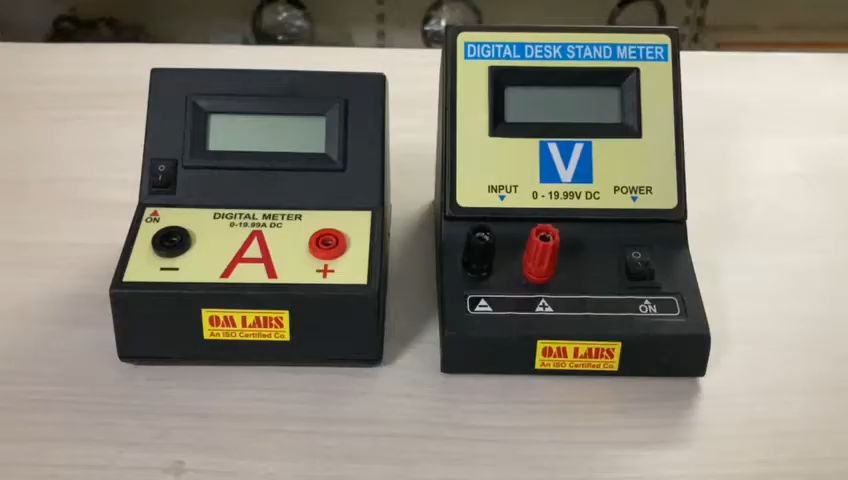 ON
DIGITAL METER
0-19.99A DC
A
− +
OM LABS
An ISO Certified Co.
DIGITAL DESK STAND METER
V
INPUT 0 - 19.99V DC POWER
− + ON
OM LABS
An ISO Certified Co.